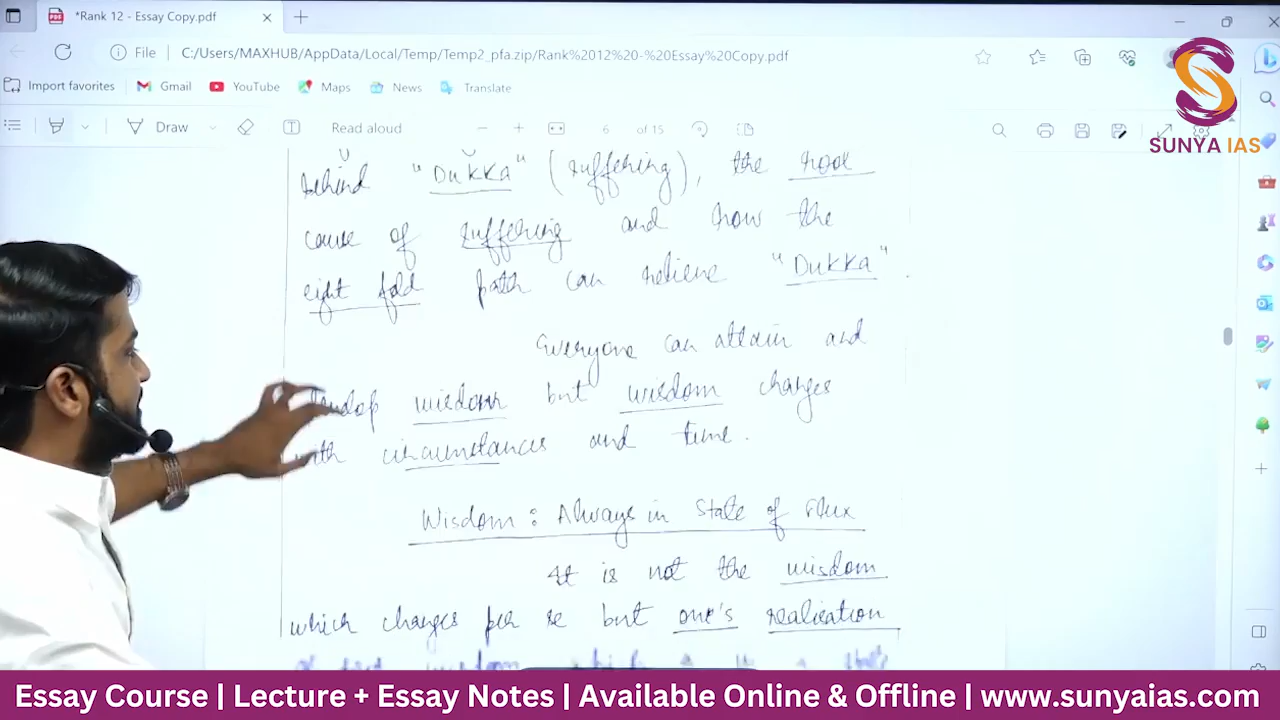 *Rank 12 - Essay Copy.pdf
File C:/Users/MAXHUB/AppData/Local/Temp/Temp2_pfa.zip/Rank%2012%20-%20Essay%20Copy.pdf
Import favorites Gmail YouTube Maps News Translate
Draw Read aloud 6 of 15
SUNYA IAS
behind "Dukka" (suffering), the root
cause of suffering and how the
eight fold path can relieve "Dukka".
Everyone can attain and
wisdom but wisdom changes
with circumstances and time.
Wisdom: Always in State of Flux
It is not the wisdom
which changes per se but one's realisation
Essay Course | Lecture + Essay Notes | Available Online & Offline | www.sunyaias.com